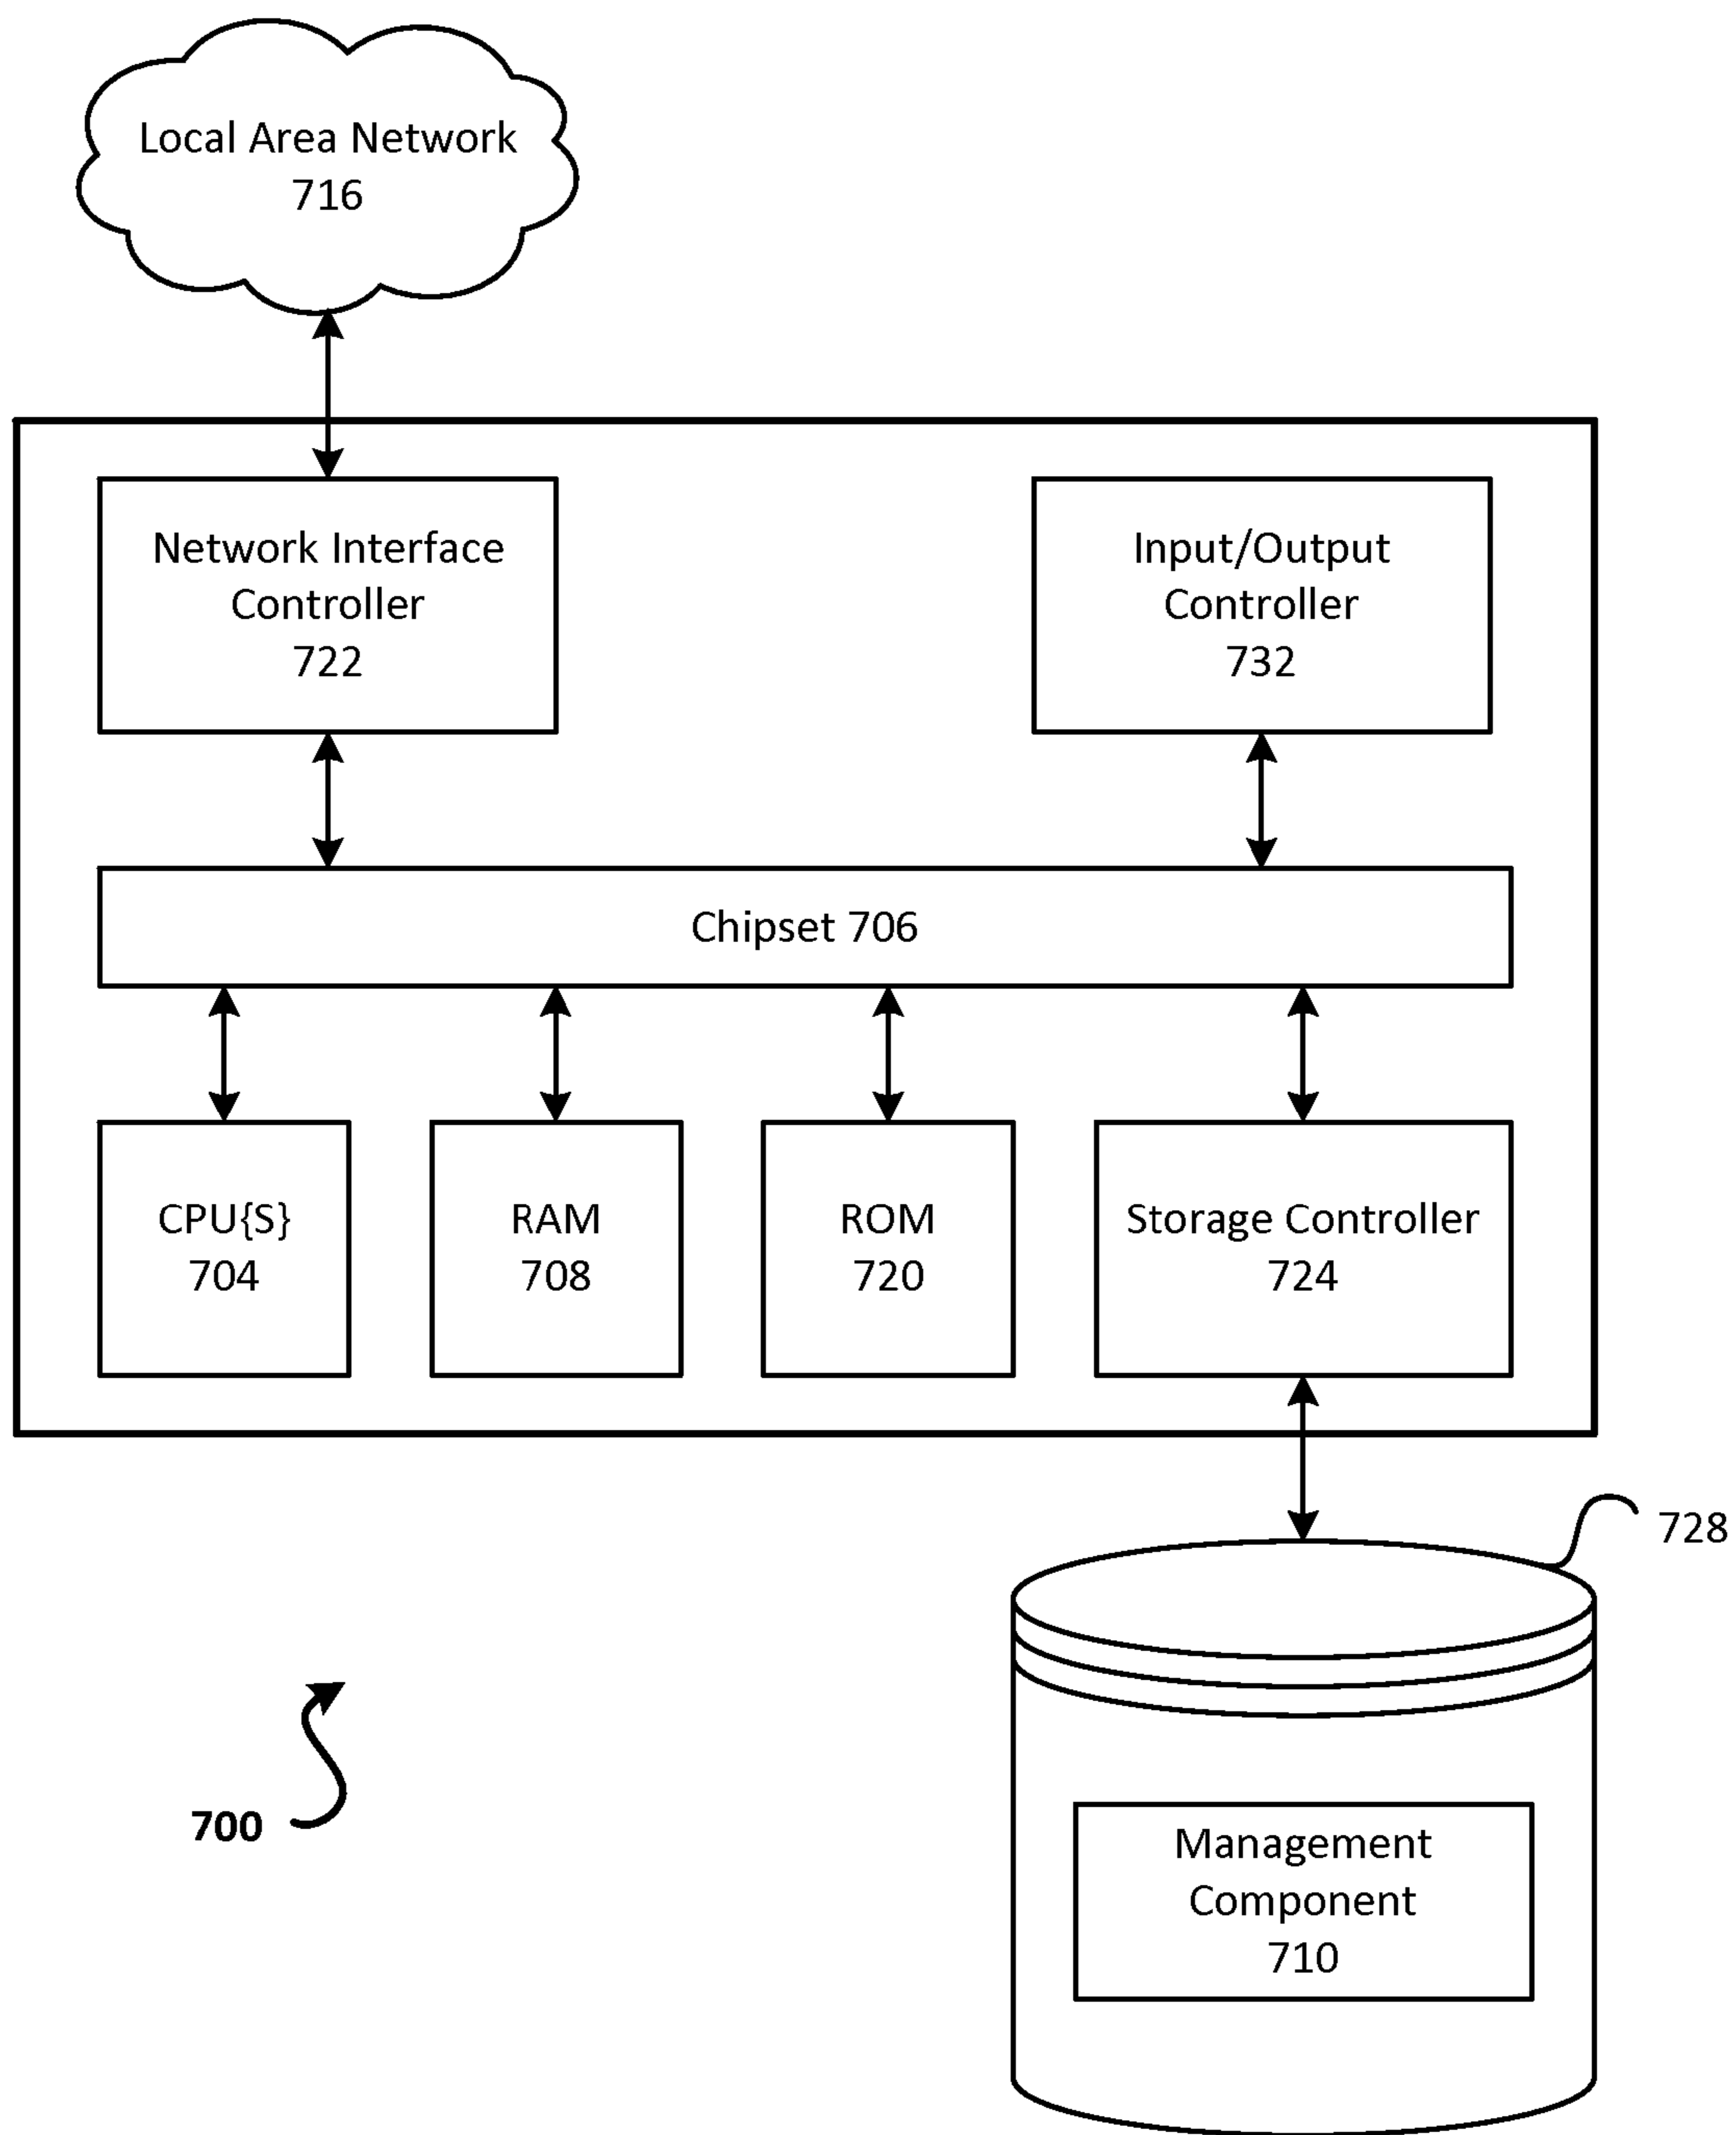 Local Area Network
716
Network Interface
Controller
722
Input/Output
Controller
732
Chipset 706
CPU{S}
704
RAM
708
ROM
720
Storage Controller
724
728
700
Management
Component
710